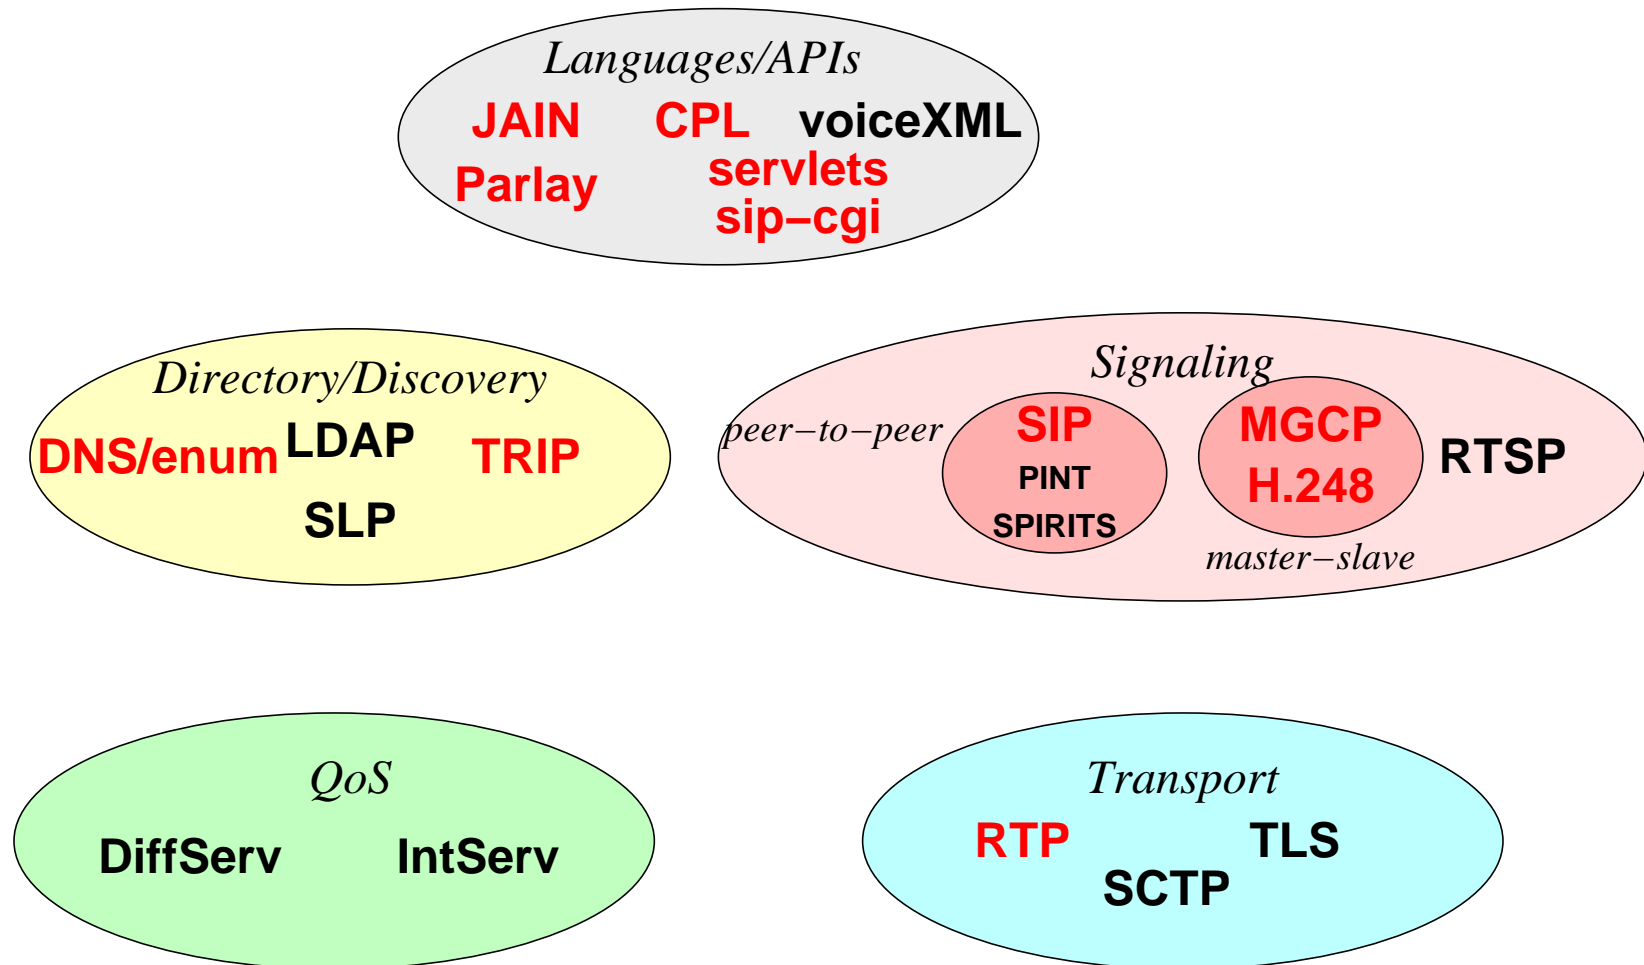 Languages/APIs
JAIN CPL voiceXML
Parlay servlets
sip−cgi
Directory/Discovery
DNS/enum LDAP TRIP
SLP
Signaling
peer−to−peer
SIP
PINT
SPIRITS
MGCP
H.248
master−slave
RTSP
QoS
DiffServ IntServ
Transport
RTP TLS
SCTP